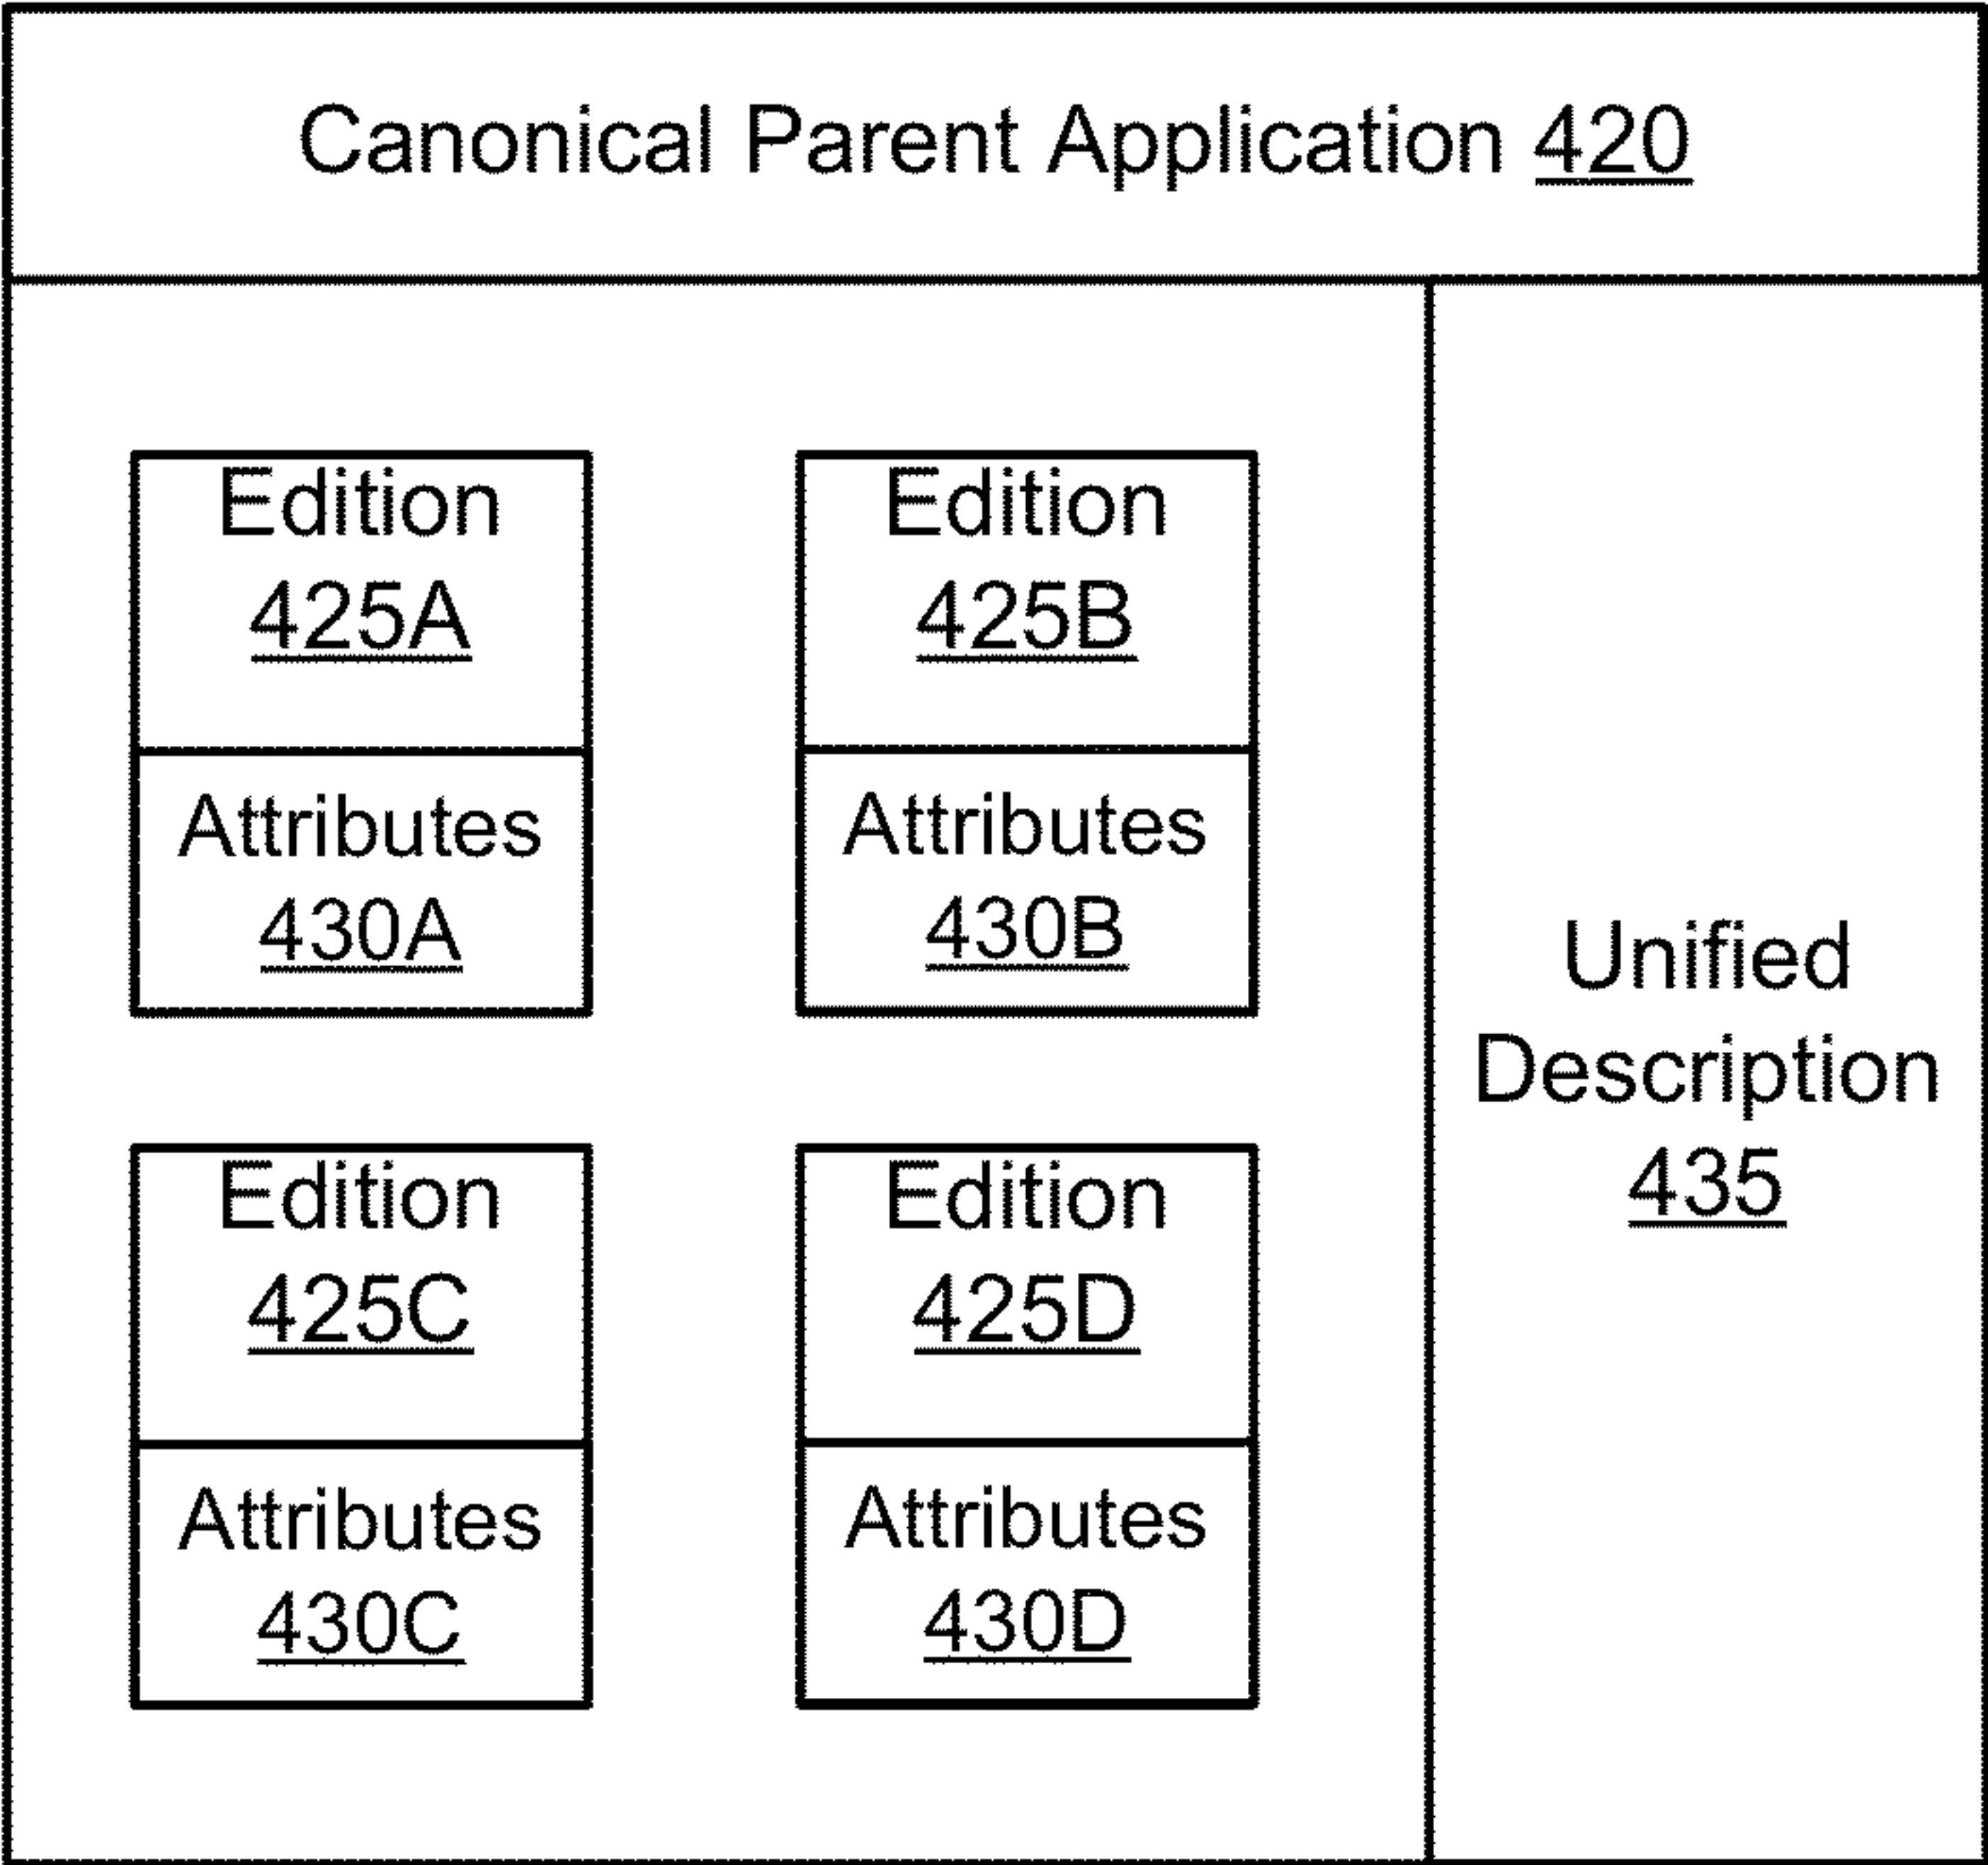 Canonical Parent Application 420
Edition
425A
Attributes
430A
Edition
425B
Attributes
430B
Edition
425C
Attributes
430C
Edition
425D
Attributes
430D
Unified
Description
435